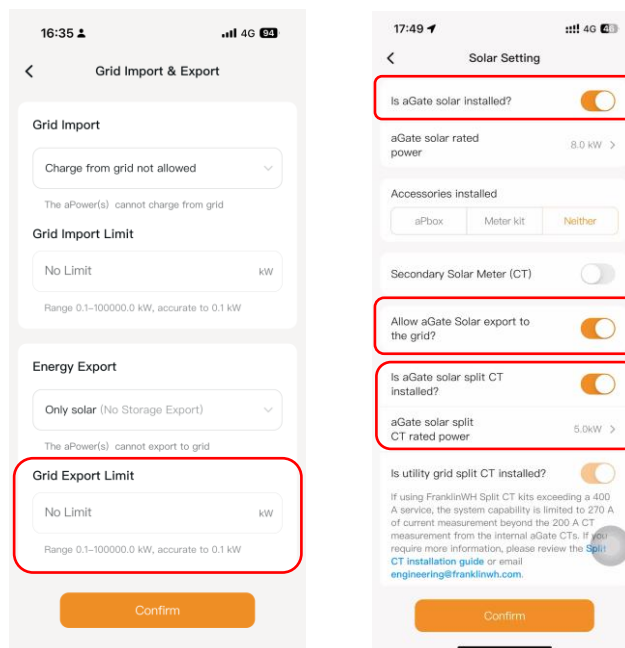 16:35
4G 94
Grid Import & Export
Grid Import
Charge from grid not allowed
The aPower(s) cannot charge from grid
Grid Import Limit
No Limit kW
Range 0.1–100000.0 kW, accurate to 0.1 kW
Energy Export
Only solar (No Storage Export)
The aPower(s) cannot export to grid
Grid Export Limit
No Limit kW
Range 0.1–100000.0 kW, accurate to 0.1 kW
Confirm
17:49
4G
Solar Setting
Is aGate solar installed?
aGate solar rated
power
8.0 kW
Accessories installed
aPbox Meter kit Neither
Secondary Solar Meter (CT)
Allow aGate Solar export to
the grid?
Is aGate solar split CT
installed?
aGate solar split
CT rated power
5.0kW
Is utility grid split CT installed?
If using FranklinWH Split CT kits exceeding a 400
A service, the system capability is limited to 270 A
of current measurement beyond the 200 A CT
measurement from the internal aGate CTs. If you
require more information, please review the Split
CT installation guide or email
engineering@franklinwh.com.
Confirm